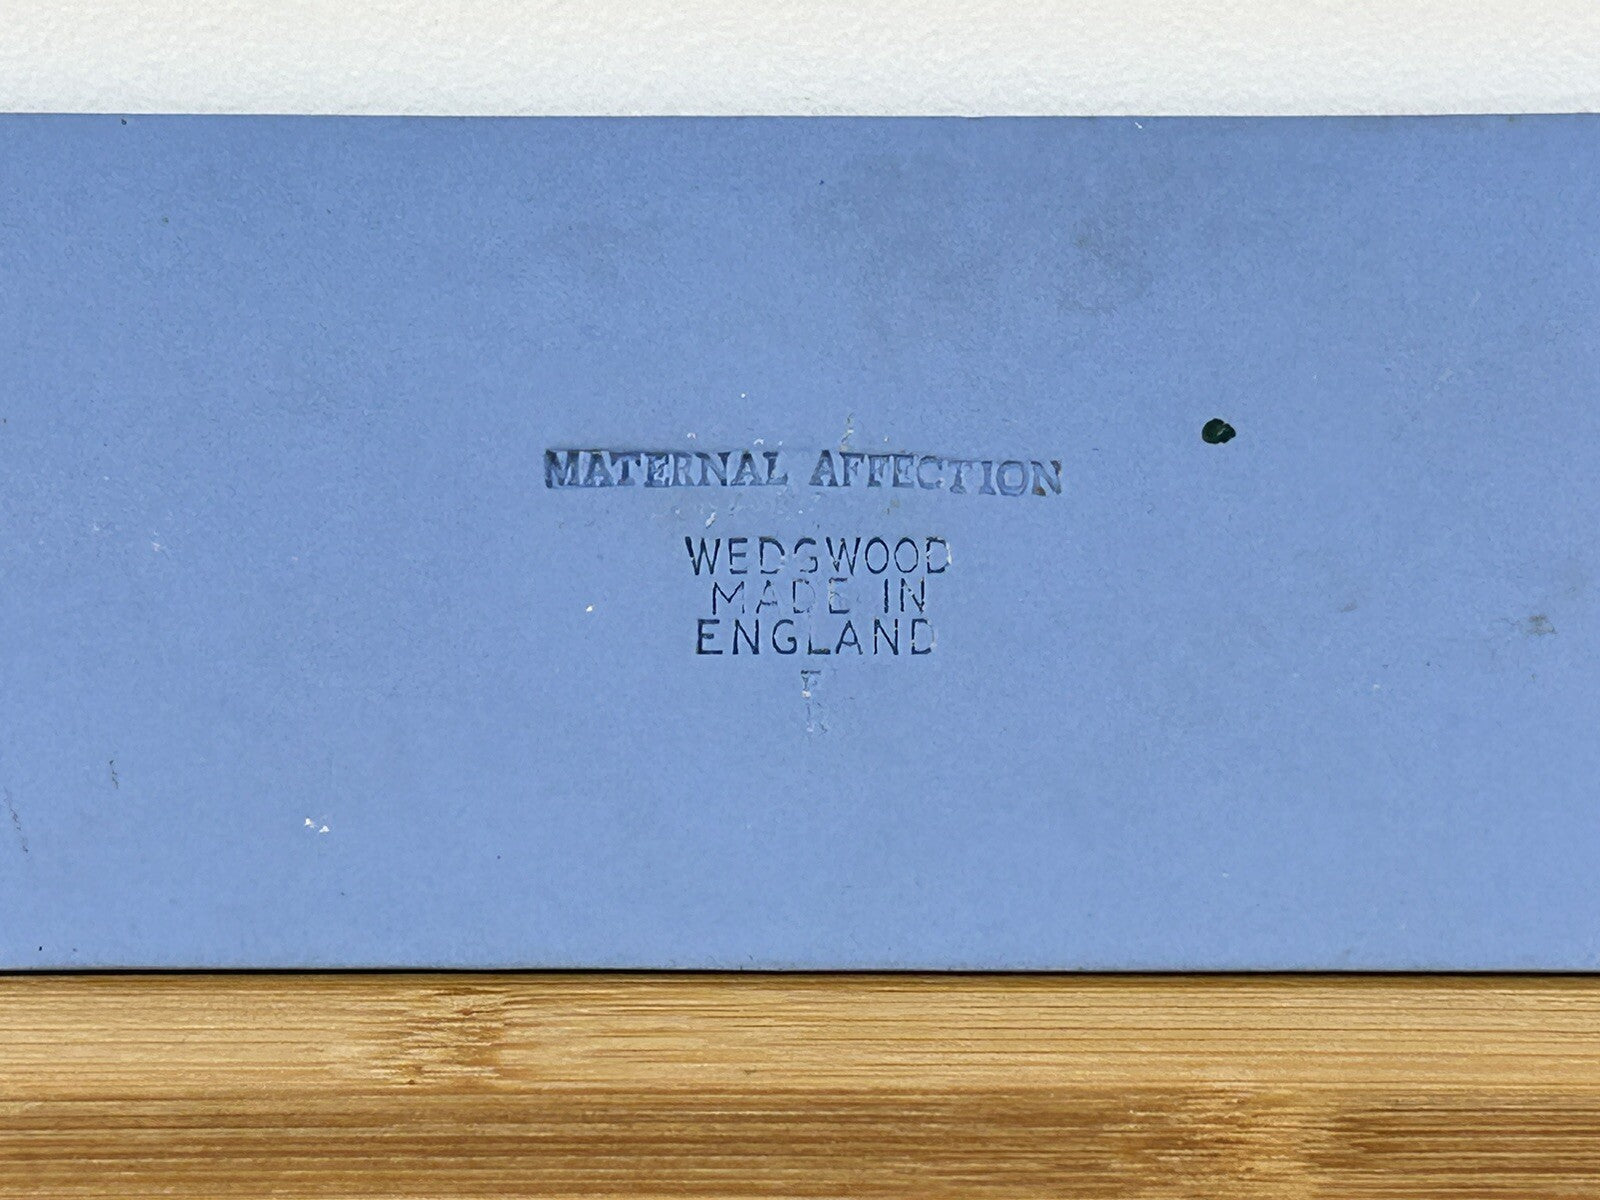 MATERNAL AFFECTION
WEDGWOOD
MADE IN
ENGLAND